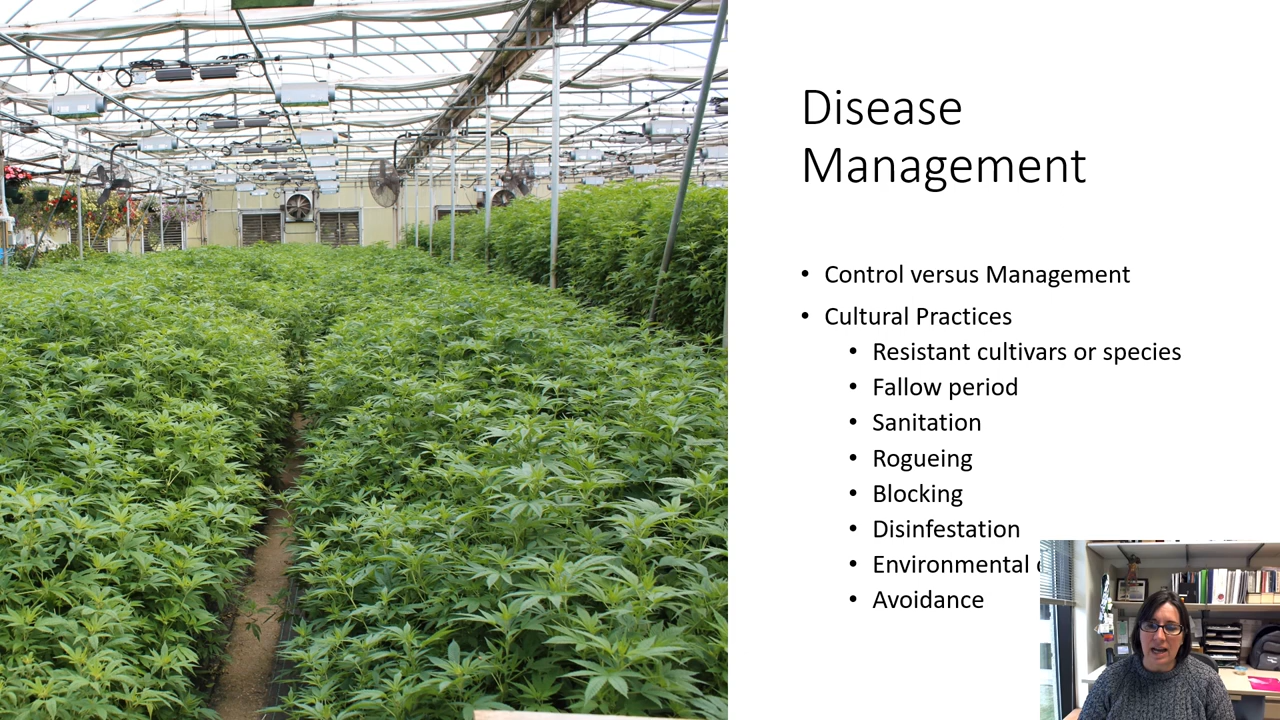 Disease
Management
• Control versus Management
• Cultural Practices
• Resistant cultivars or species
• Fallow period
• Sanitation
• Rogueing
• Blocking
• Disinfestation
• Environmental
• Avoidance